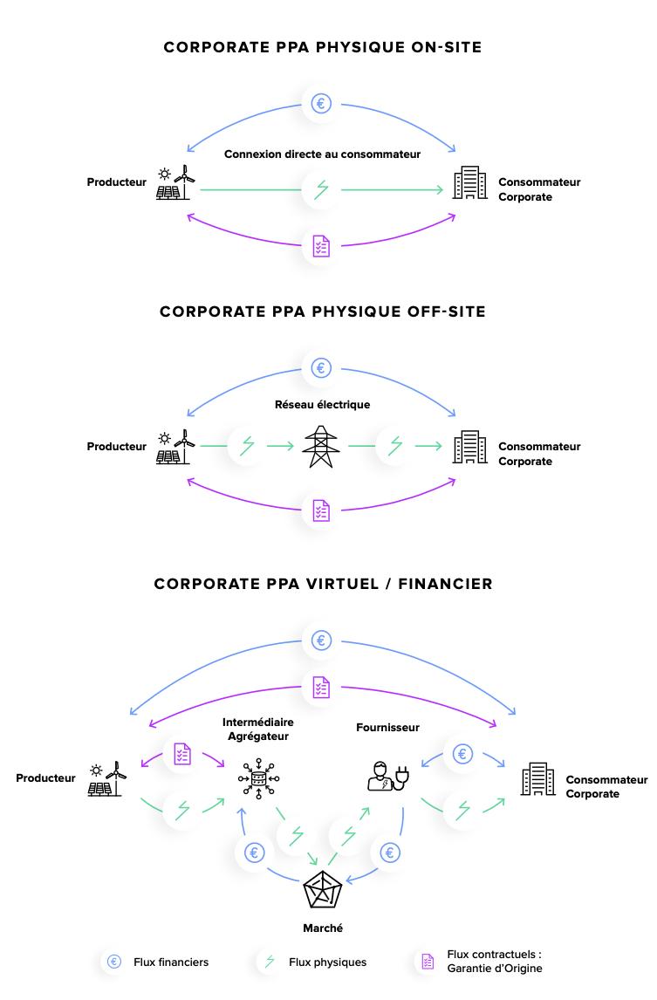 CORPORATE PPA PHYSIQUE ON-SITE
Connexion directe au consommateur
Producteur
Consommateur
Corporate
CORPORATE PPA PHYSIQUE OFF-SITE
Réseau électrique
Producteur
Consommateur
Corporate
CORPORATE PPA VIRTUEL / FINANCIER
Intermédiaire
Agrégateur
Fournisseur
Producteur
Consommateur
Corporate
Marché
Flux financiers
Flux physiques
Flux contractuels :
Garantie d'Origine